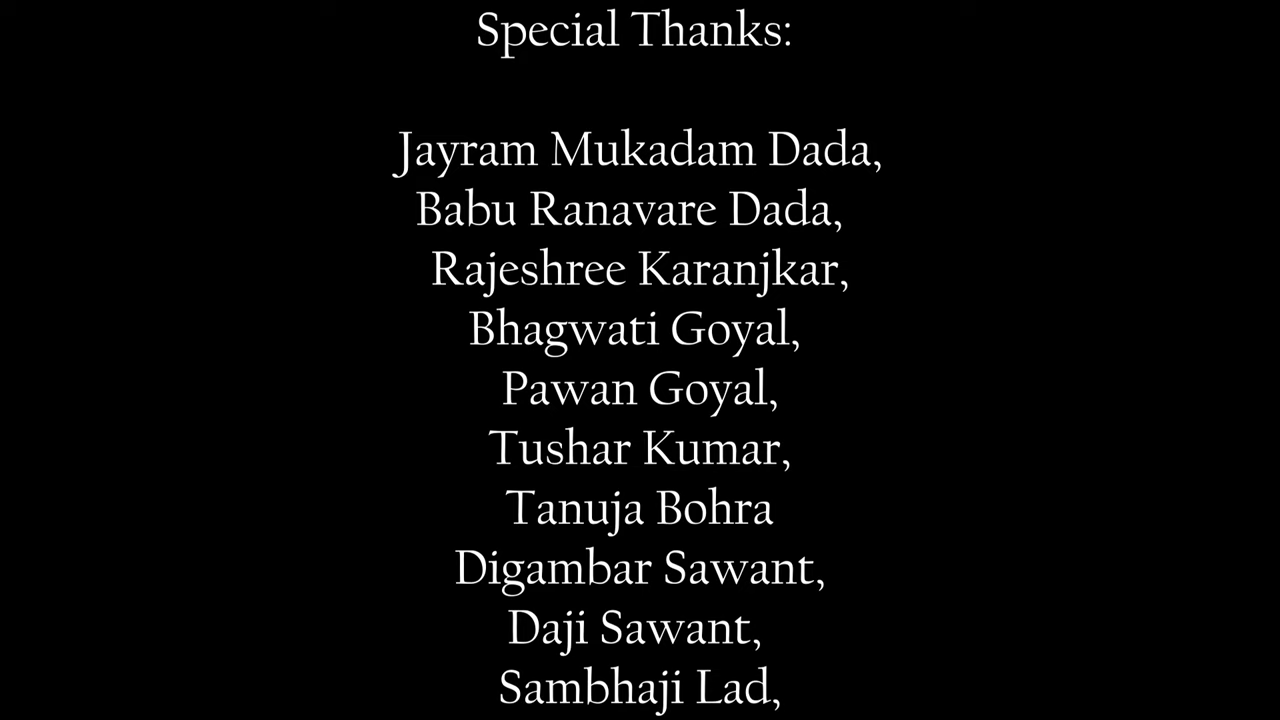 Special Thanks:
Jayram Mukadam Dada,
Babu Ranavare Dada,
Rajeshree Karanjkar,
Bhagwati Goyal,
Pawan Goyal,
Tushar Kumar,
Tanuja Bohra
Digambar Sawant,
Daji Sawant,
Sambhaji Lad,